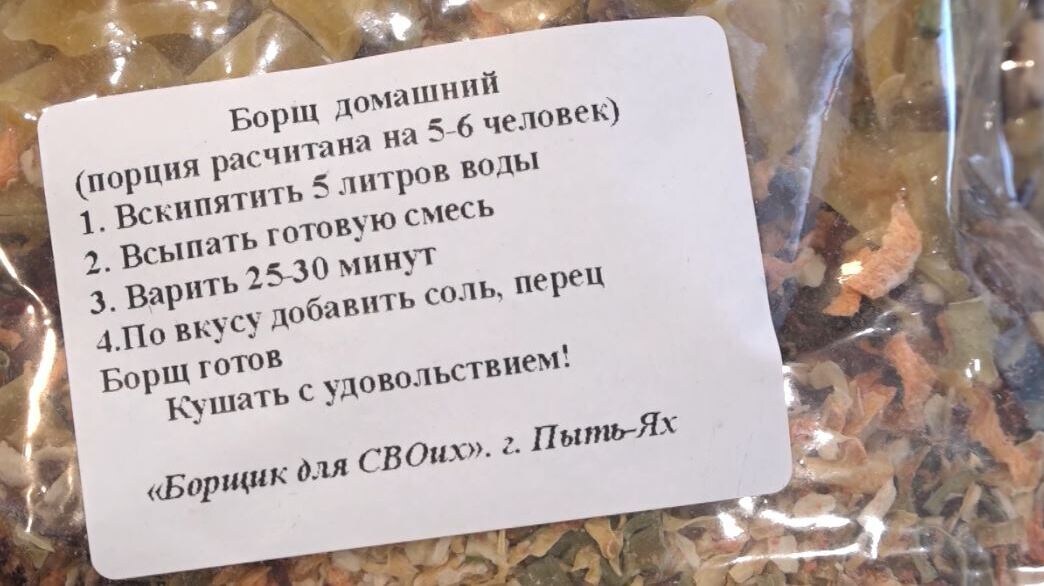 Борщ домашний
(порция расчитана на 5-6 человек)
1. Вскипятить 5 литров воды
2. Всыпать готовую смесь
3. Варить 25-30 минут
4.По вкусу добавить соль, перец
Борщ готов
Кушать с удовольствием!
«Борщик для СВОих». г. Пыть-Ях